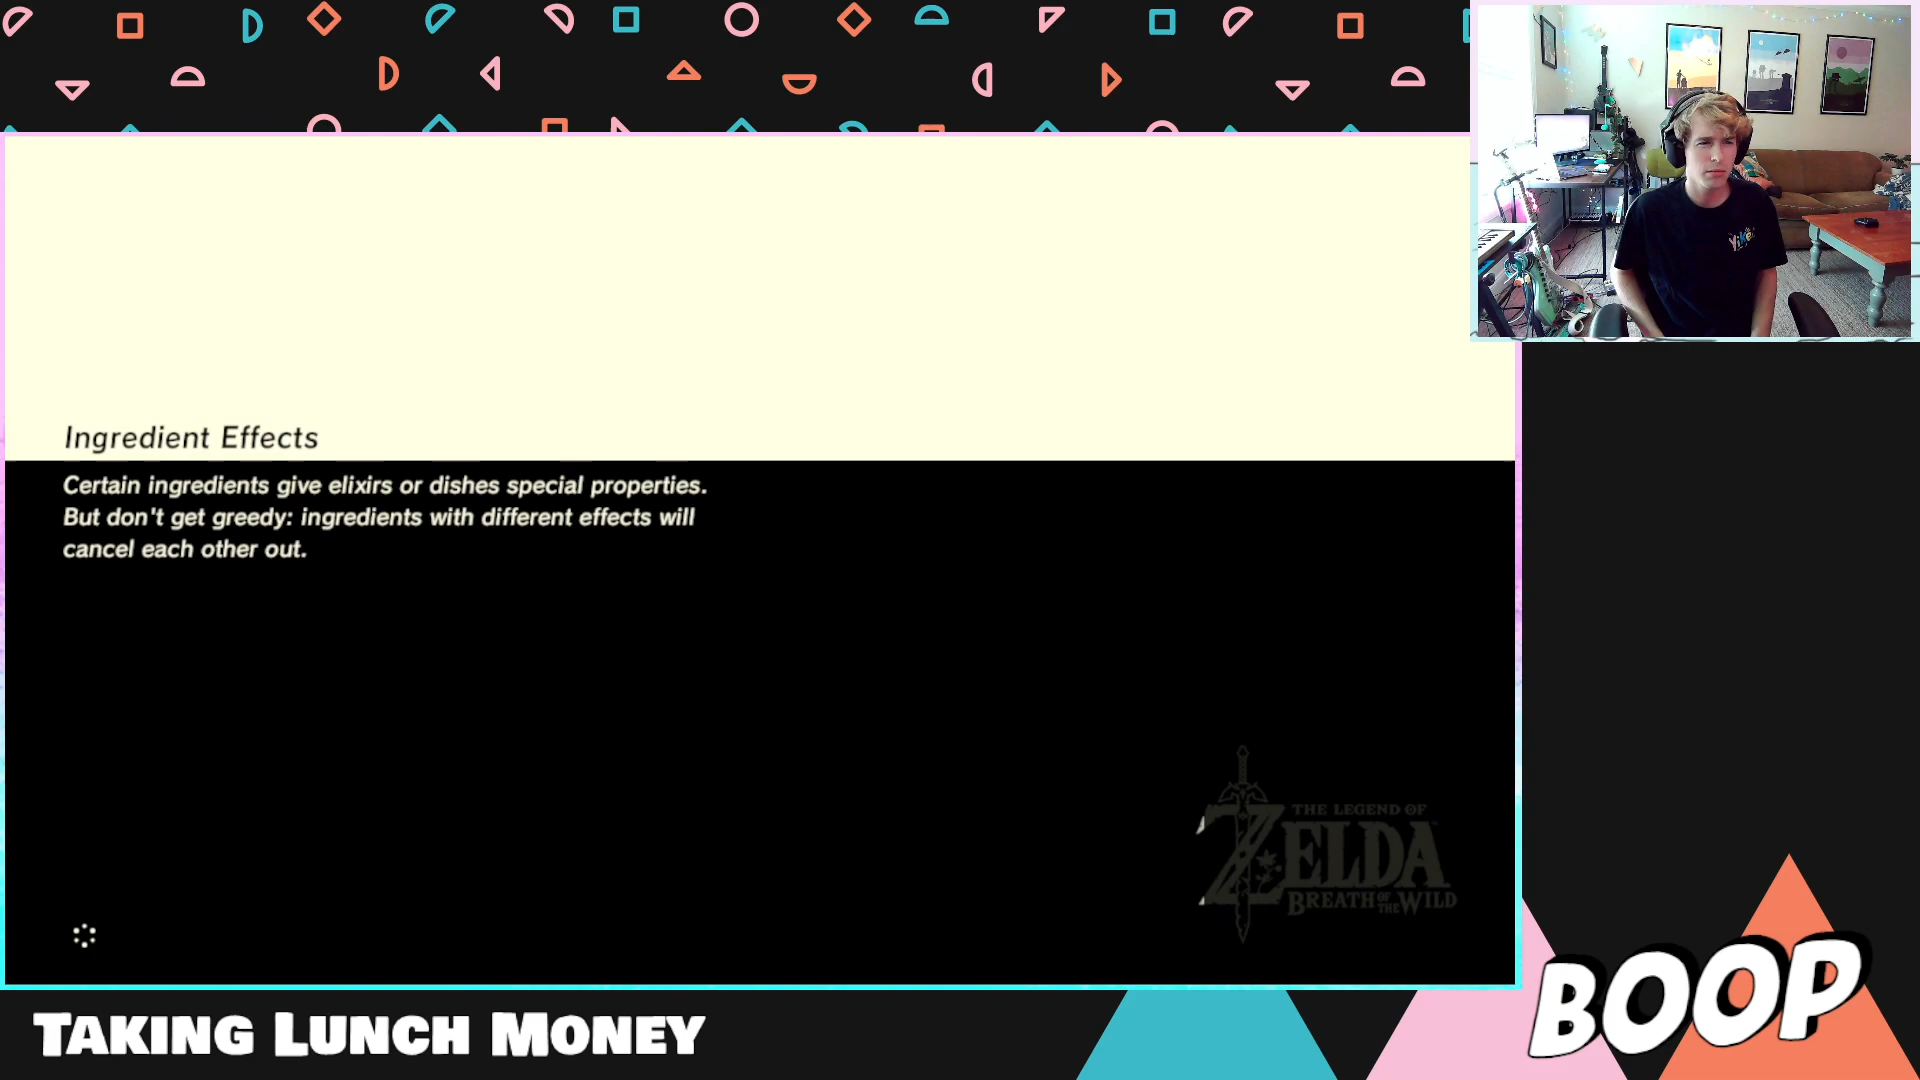 Ingredient Effects
Certain ingredients give elixirs or dishes special properties.
But don't get greedy: ingredients with different effects will
cancel each other out.
THE LEGEND OF
ZELDA
BREATH OF THE WILD
TAKING LUNCH MONEY
BOOP